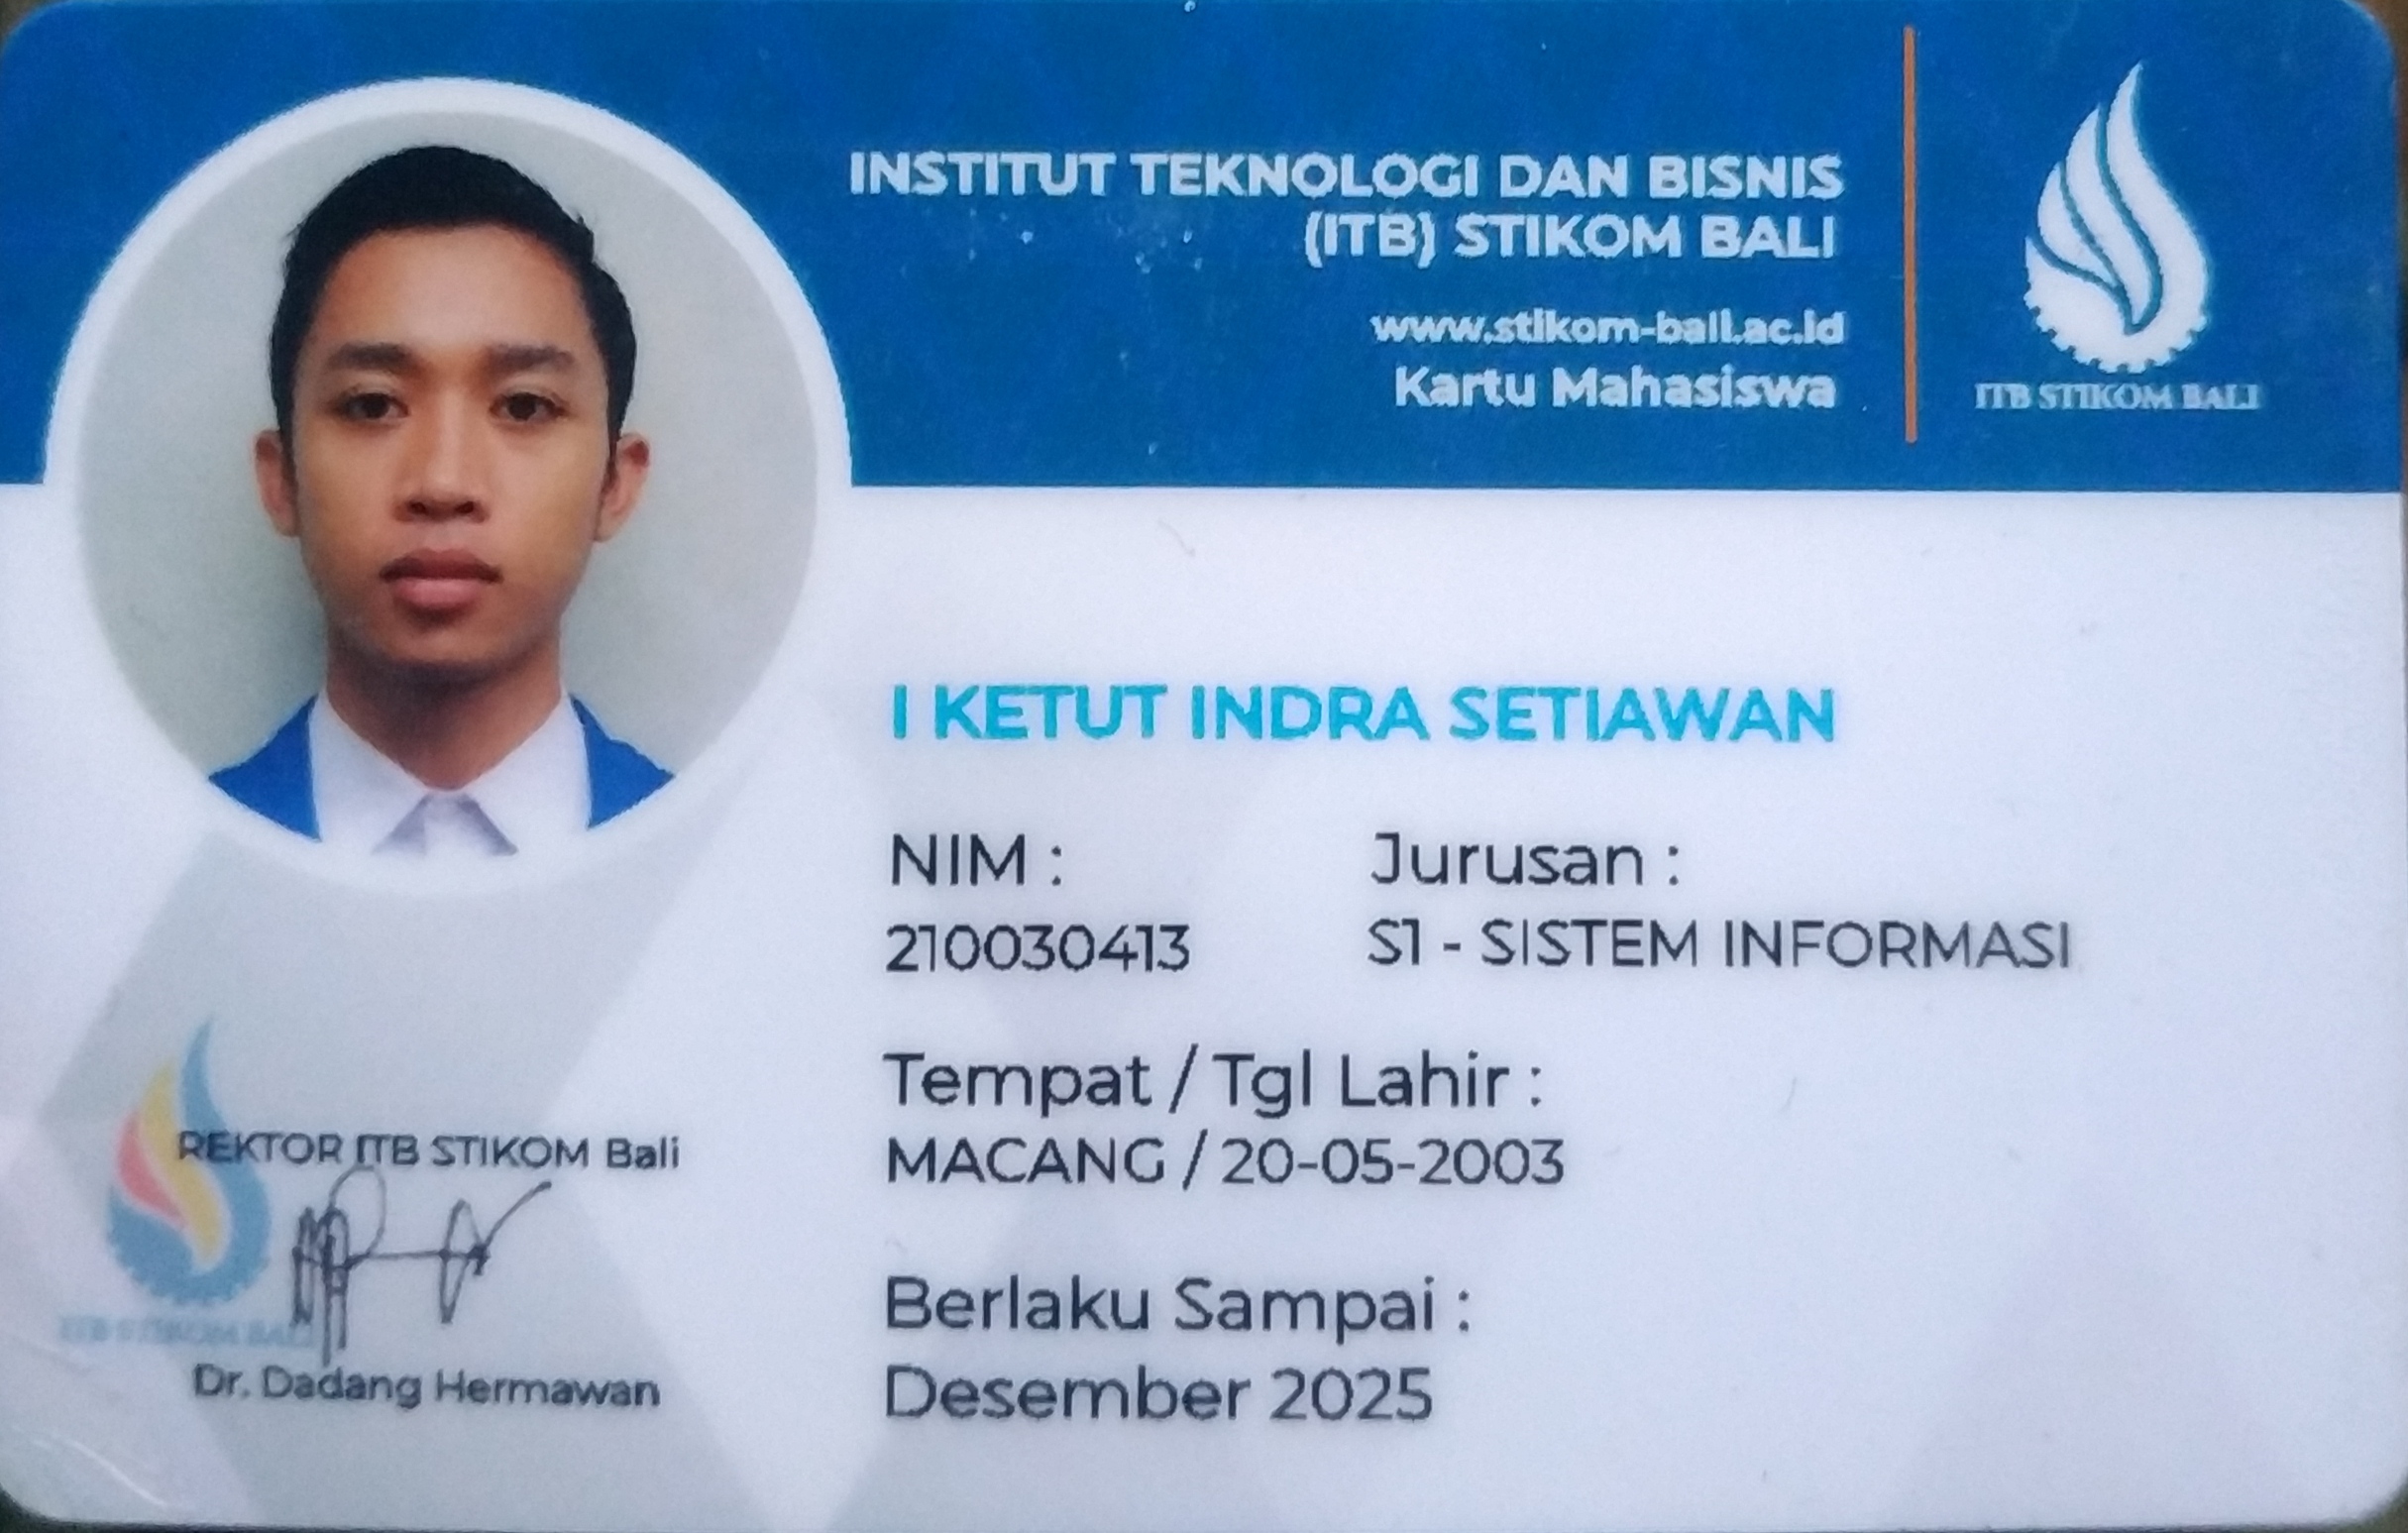 INSTITUT TEKNOLOGI DAN BISNIS
(ITB) STIKOM BALI
www.stikom-bali.ac.id
Kartu Mahasiswa
ITB STIKOM BALI
I KETUT INDRA SETIAWAN
NIM :
210030413
Jurusan :
S1 - SISTEM INFORMASI
Tempat / Tgl Lahir :
MACANG / 20-05-2003
Berlaku Sampai :
Desember 2025
REKTOR ITB STIKOM Bali
ITB STIKOM BALI
Dr. Dadang Hermawan